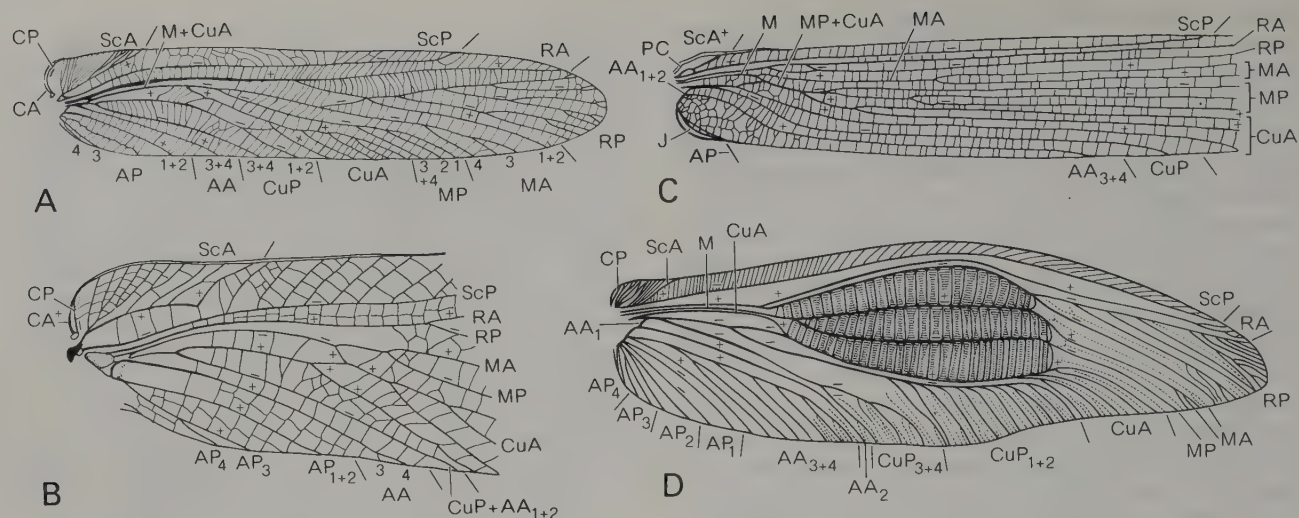 CP
ScA
M+CuA
ScP
RA
CA
4 3
AP
1+2
3+4
AA
3+4
1+2
CuP
CuA
3+4
2
1
MP
4
3
1+2
MA
RP
A
CP
CA+
ScA
ScP
RA
RP
MA
MP
CuA
AP4
AP3
AP1+2
3
4
AA
CuP+AA1+2
B
PC
ScA+
M
MP+CuA
MA
ScP
RA
RP
MA
MP
CuA
AA1+2
J
AP−
AA3+4
CuP
C
CP
ScA
M
CuA
ScP
RA
AA1
AP4
AP3
AP2
AP1
AA3+4
AA2
CuP3+4
CuP1+2
CuA
MP
MA
RP
D